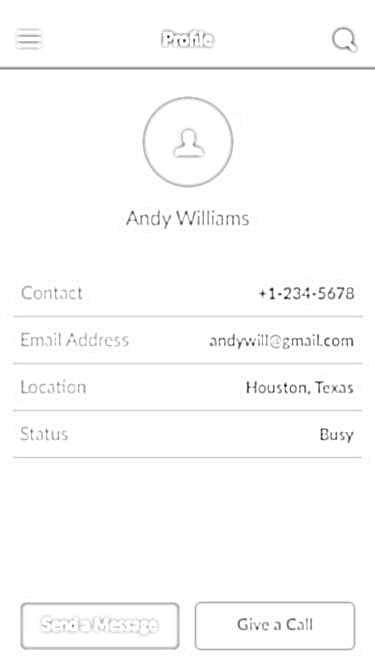 Profile
Andy Williams
Contact +1-234-5678
Email Address andywill@gmail.com
Location Houston, Texas
Status Busy
Send a Message Give a Call